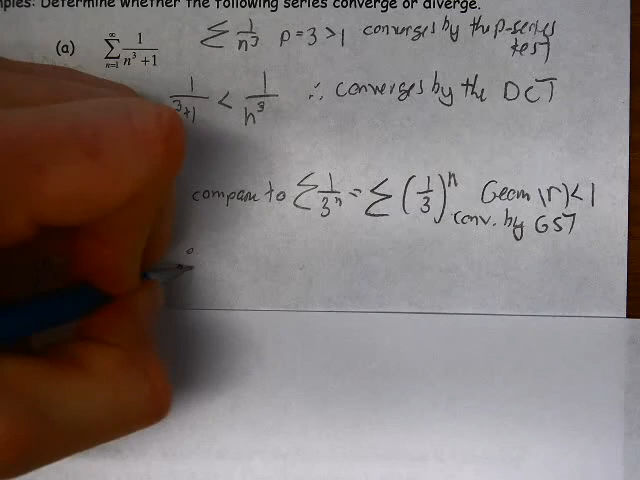 ples: Determine whether the following series converge or diverge.
(a) ∞ Σ n=1 1/(n³+1) Σ 1/n³ p=3>1 converges by the p-series
test
1/³+1 < 1/n³ ∴ converges by the DCT
compare to Σ 1/3ⁿ = Σ (1/3)ⁿ Geom |r|<1
conv. by GST